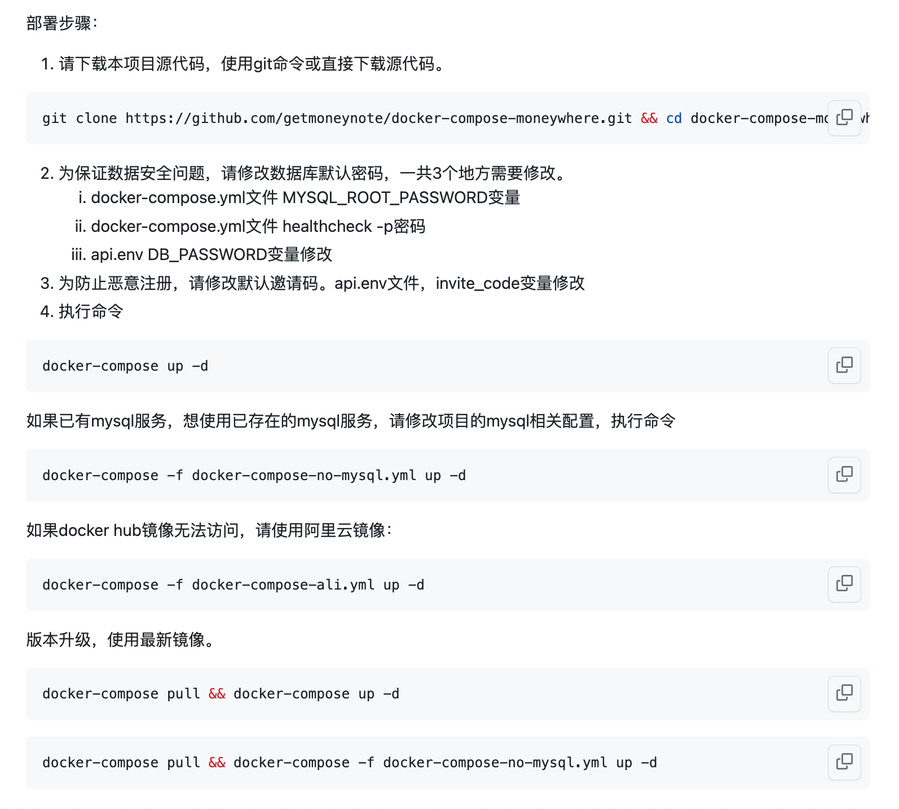 部署步骤：
1. 请下载本项目源代码，使用git命令或直接下载源代码。
git clone https://github.com/getmoneynote/docker-compose-moneywhere.git && cd docker-compose-mo
2. 为保证数据安全问题，请修改数据库默认密码，一共3个地方需要修改。
i. docker-compose.yml文件 MYSQL_ROOT_PASSWORD变量
ii. docker-compose.yml文件 healthcheck -p密码
iii. api.env DB_PASSWORD变量修改
3. 为防止恶意注册，请修改默认邀请码。api.env文件，invite_code变量修改
4. 执行命令
docker-compose up -d
如果已有mysql服务，想使用已存在的mysql服务，请修改项目的mysql相关配置，执行命令
docker-compose -f docker-compose-no-mysql.yml up -d
如果docker hub镜像无法访问，请使用阿里云镜像：
docker-compose -f docker-compose-ali.yml up -d
版本升级，使用最新镜像。
docker-compose pull && docker-compose up -d
docker-compose pull && docker-compose -f docker-compose-no-mysql.yml up -d